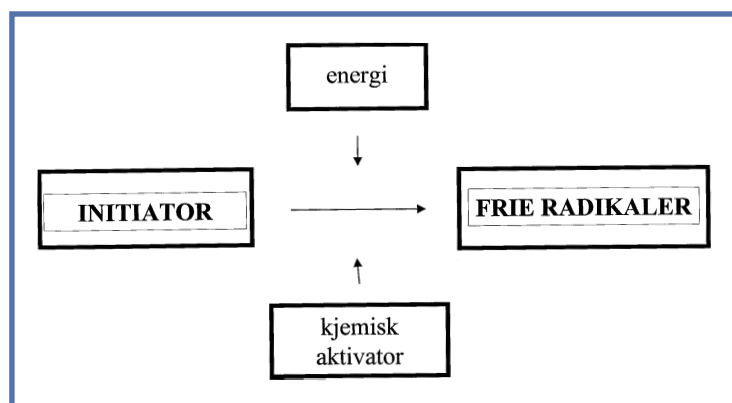 energi
INITIATOR
FRIE RADIKALER
kjemisk
aktivator